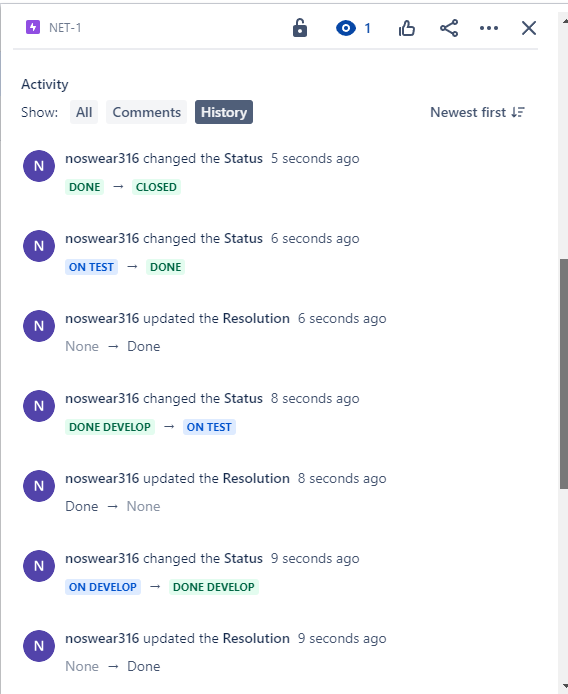 NET-1
1
Activity
Show: All Comments History Newest first
N noswear316 changed the Status 5 seconds ago
DONE → CLOSED
N noswear316 changed the Status 6 seconds ago
ON TEST → DONE
N noswear316 updated the Resolution 6 seconds ago
None → Done
N noswear316 changed the Status 8 seconds ago
DONE DEVELOP → ON TEST
N noswear316 updated the Resolution 8 seconds ago
Done → None
N noswear316 changed the Status 9 seconds ago
ON DEVELOP → DONE DEVELOP
N noswear316 updated the Resolution 9 seconds ago
None → Done